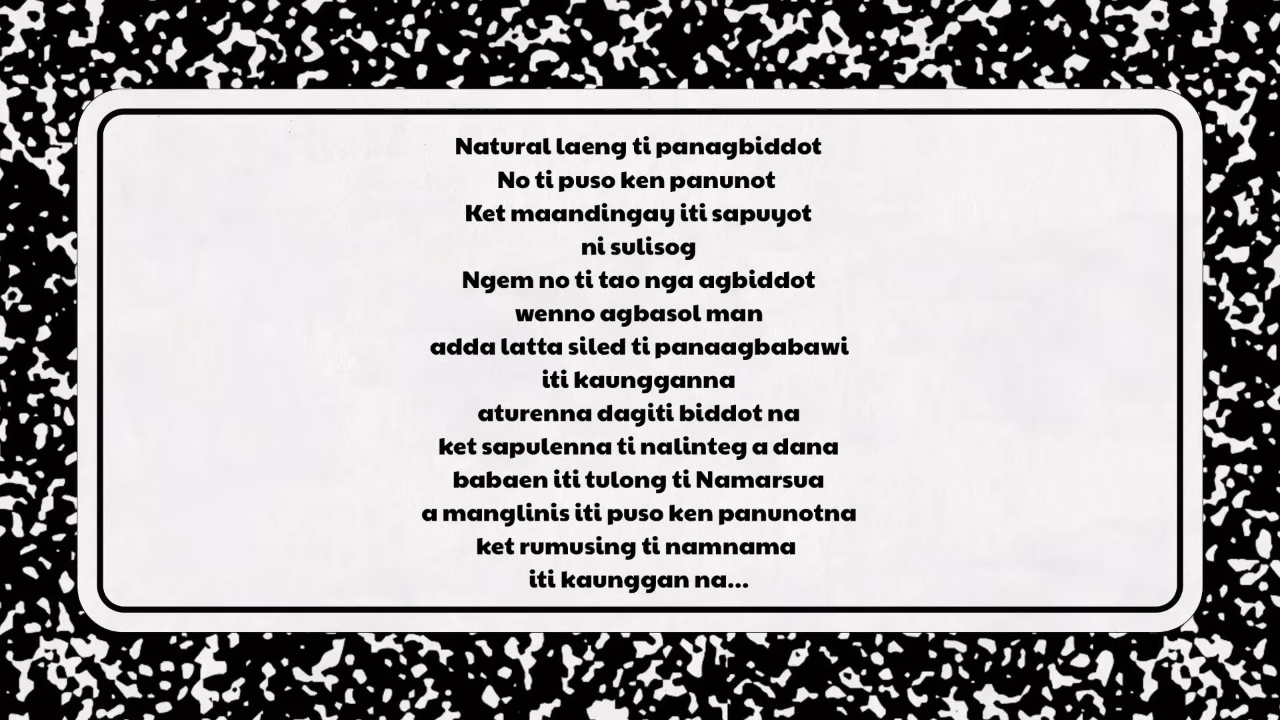 Natural laeng ti panagbiddot
No ti puso ken panunot
Ket maandingay iti sapuyot
ni sulisog
Ngem no ti tao nga agbiddot
wenno agbasol man
adda latta siled ti panaagbabawi
iti kaungganna
aturenna dagiti biddot na
ket sapulenna ti nalinteg a dana
babaen iti tulong ti Namarsua
a manglinis iti puso ken panunotna
ket rumusing ti namnama
iti kaunggan na...